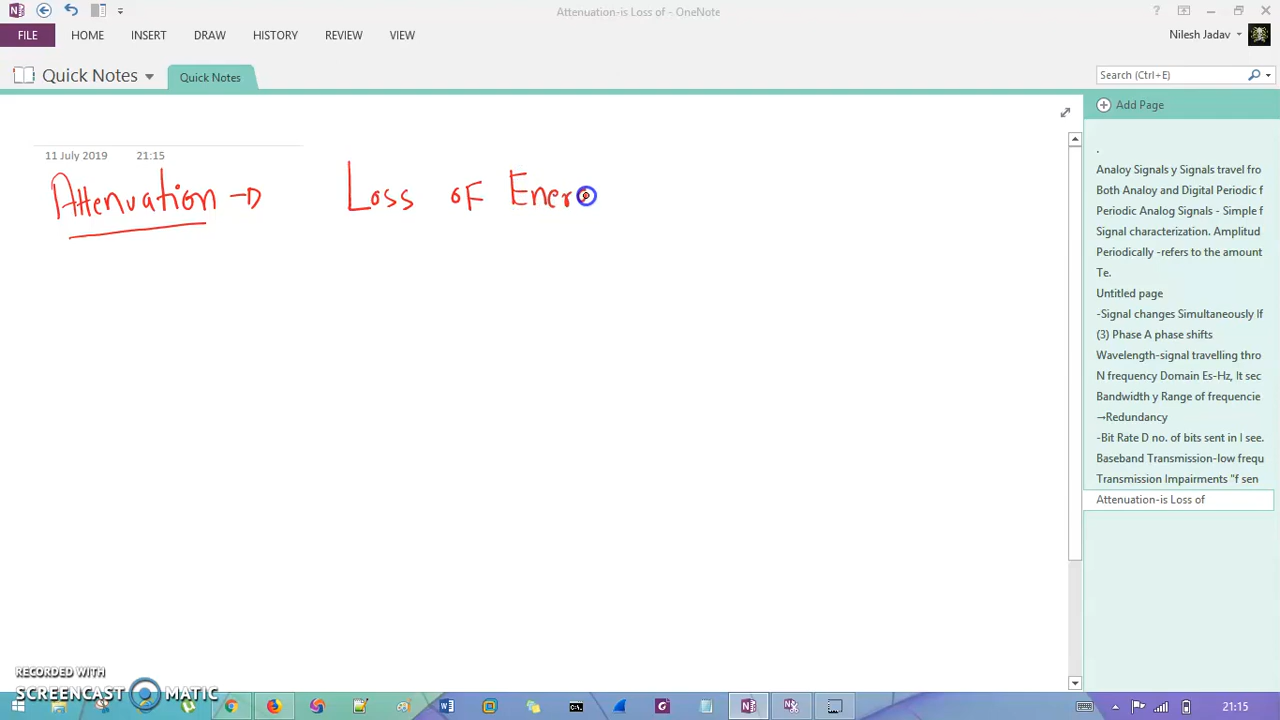 Attenuation-is Loss of - OneNote
FILE HOME INSERT DRAW HISTORY REVIEW VIEW
Nilesh Jadav
Quick Notes
Quick Notes
Search (Ctrl+E)
Add Page
11 July 2019 21:15
Attenuation → Loss of Ener
.
Analoy Signals y Signals travel fro
Both Analoy and Digital Periodic f
Periodic Analog Signals - Simple f
Signal characterization. Amplitud
Periodically -refers to the amount
Te.
Untitled page
-Signal changes Simultaneously If
(3) Phase A phase shifts
Wavelength-signal travelling thro
N frequency Domain Es-Hz, It sec
Bandwidth y Range of frequencie
→Redundancy
-Bit Rate D no. of bits sent in I see.
Baseband Transmission-low frequ
Transmission Impairments "f sen
Attenuation-is Loss of
RECORDED WITH
SCREENCAST MATIC
21:15